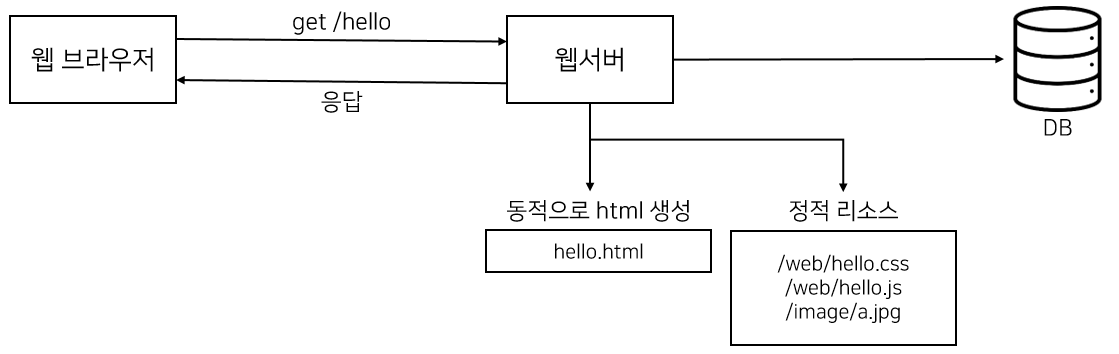 get /hello
웹 브라우저
웹서버
응답
DB
동적으로 html 생성
정적 리소스
hello.html
/web/hello.css
/web/hello.js
/image/a.jpg